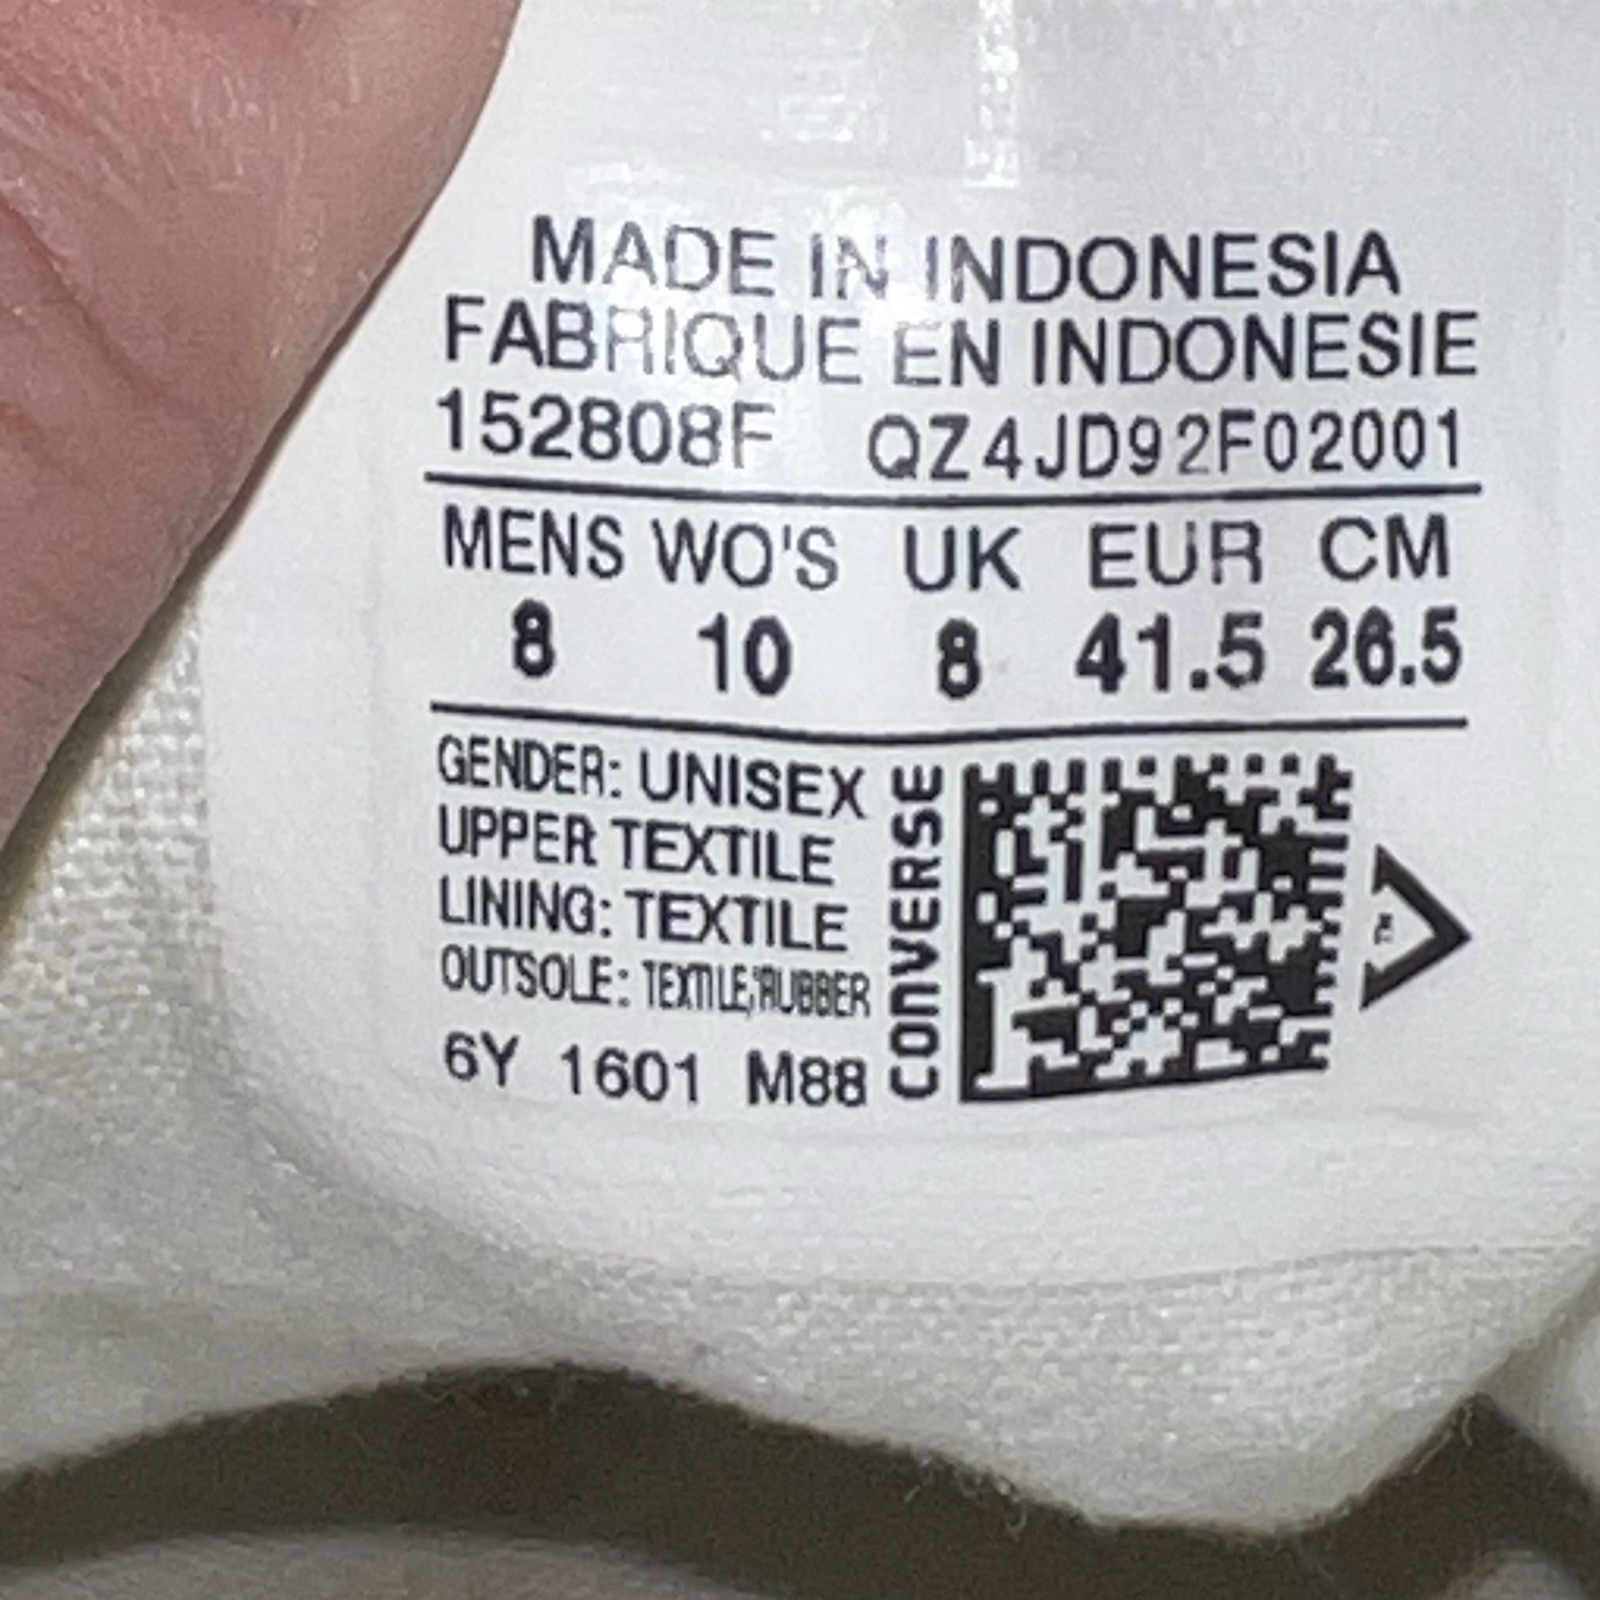 MADE IN INDONESIA
FABRIQUE EN INDONESIE
152808F QZ4JD92F02001
MENS WO'S UK EUR CM
8 10 8 41.5 26.5
GENDER: UNISEX
UPPER TEXTILE
LINING: TEXTILE
OUTSOLE: TEXTILE/RUBBER
6Y 1601 M88
CONVERSE